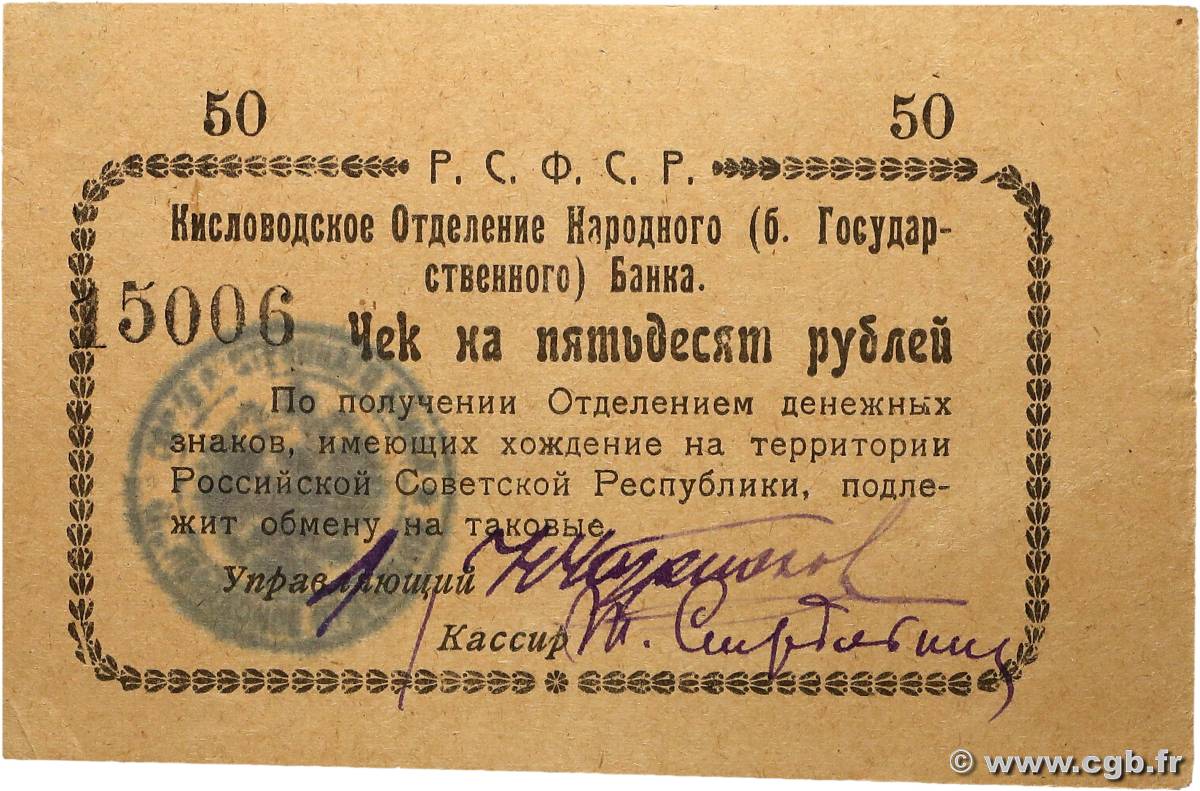 50 50
Р. С. Ф. С. Р.
Кисловодское Отделение Народного (б. Государ-
ственного) Банка.
15006 Чек на пятьдесят рублей
По получении Отделением денежных
знаков, имеющих хождение на территории
Российской Советской Республики, подле-
жит обмену на таковые
Управляющий
Кассир
© www.cgb.fr